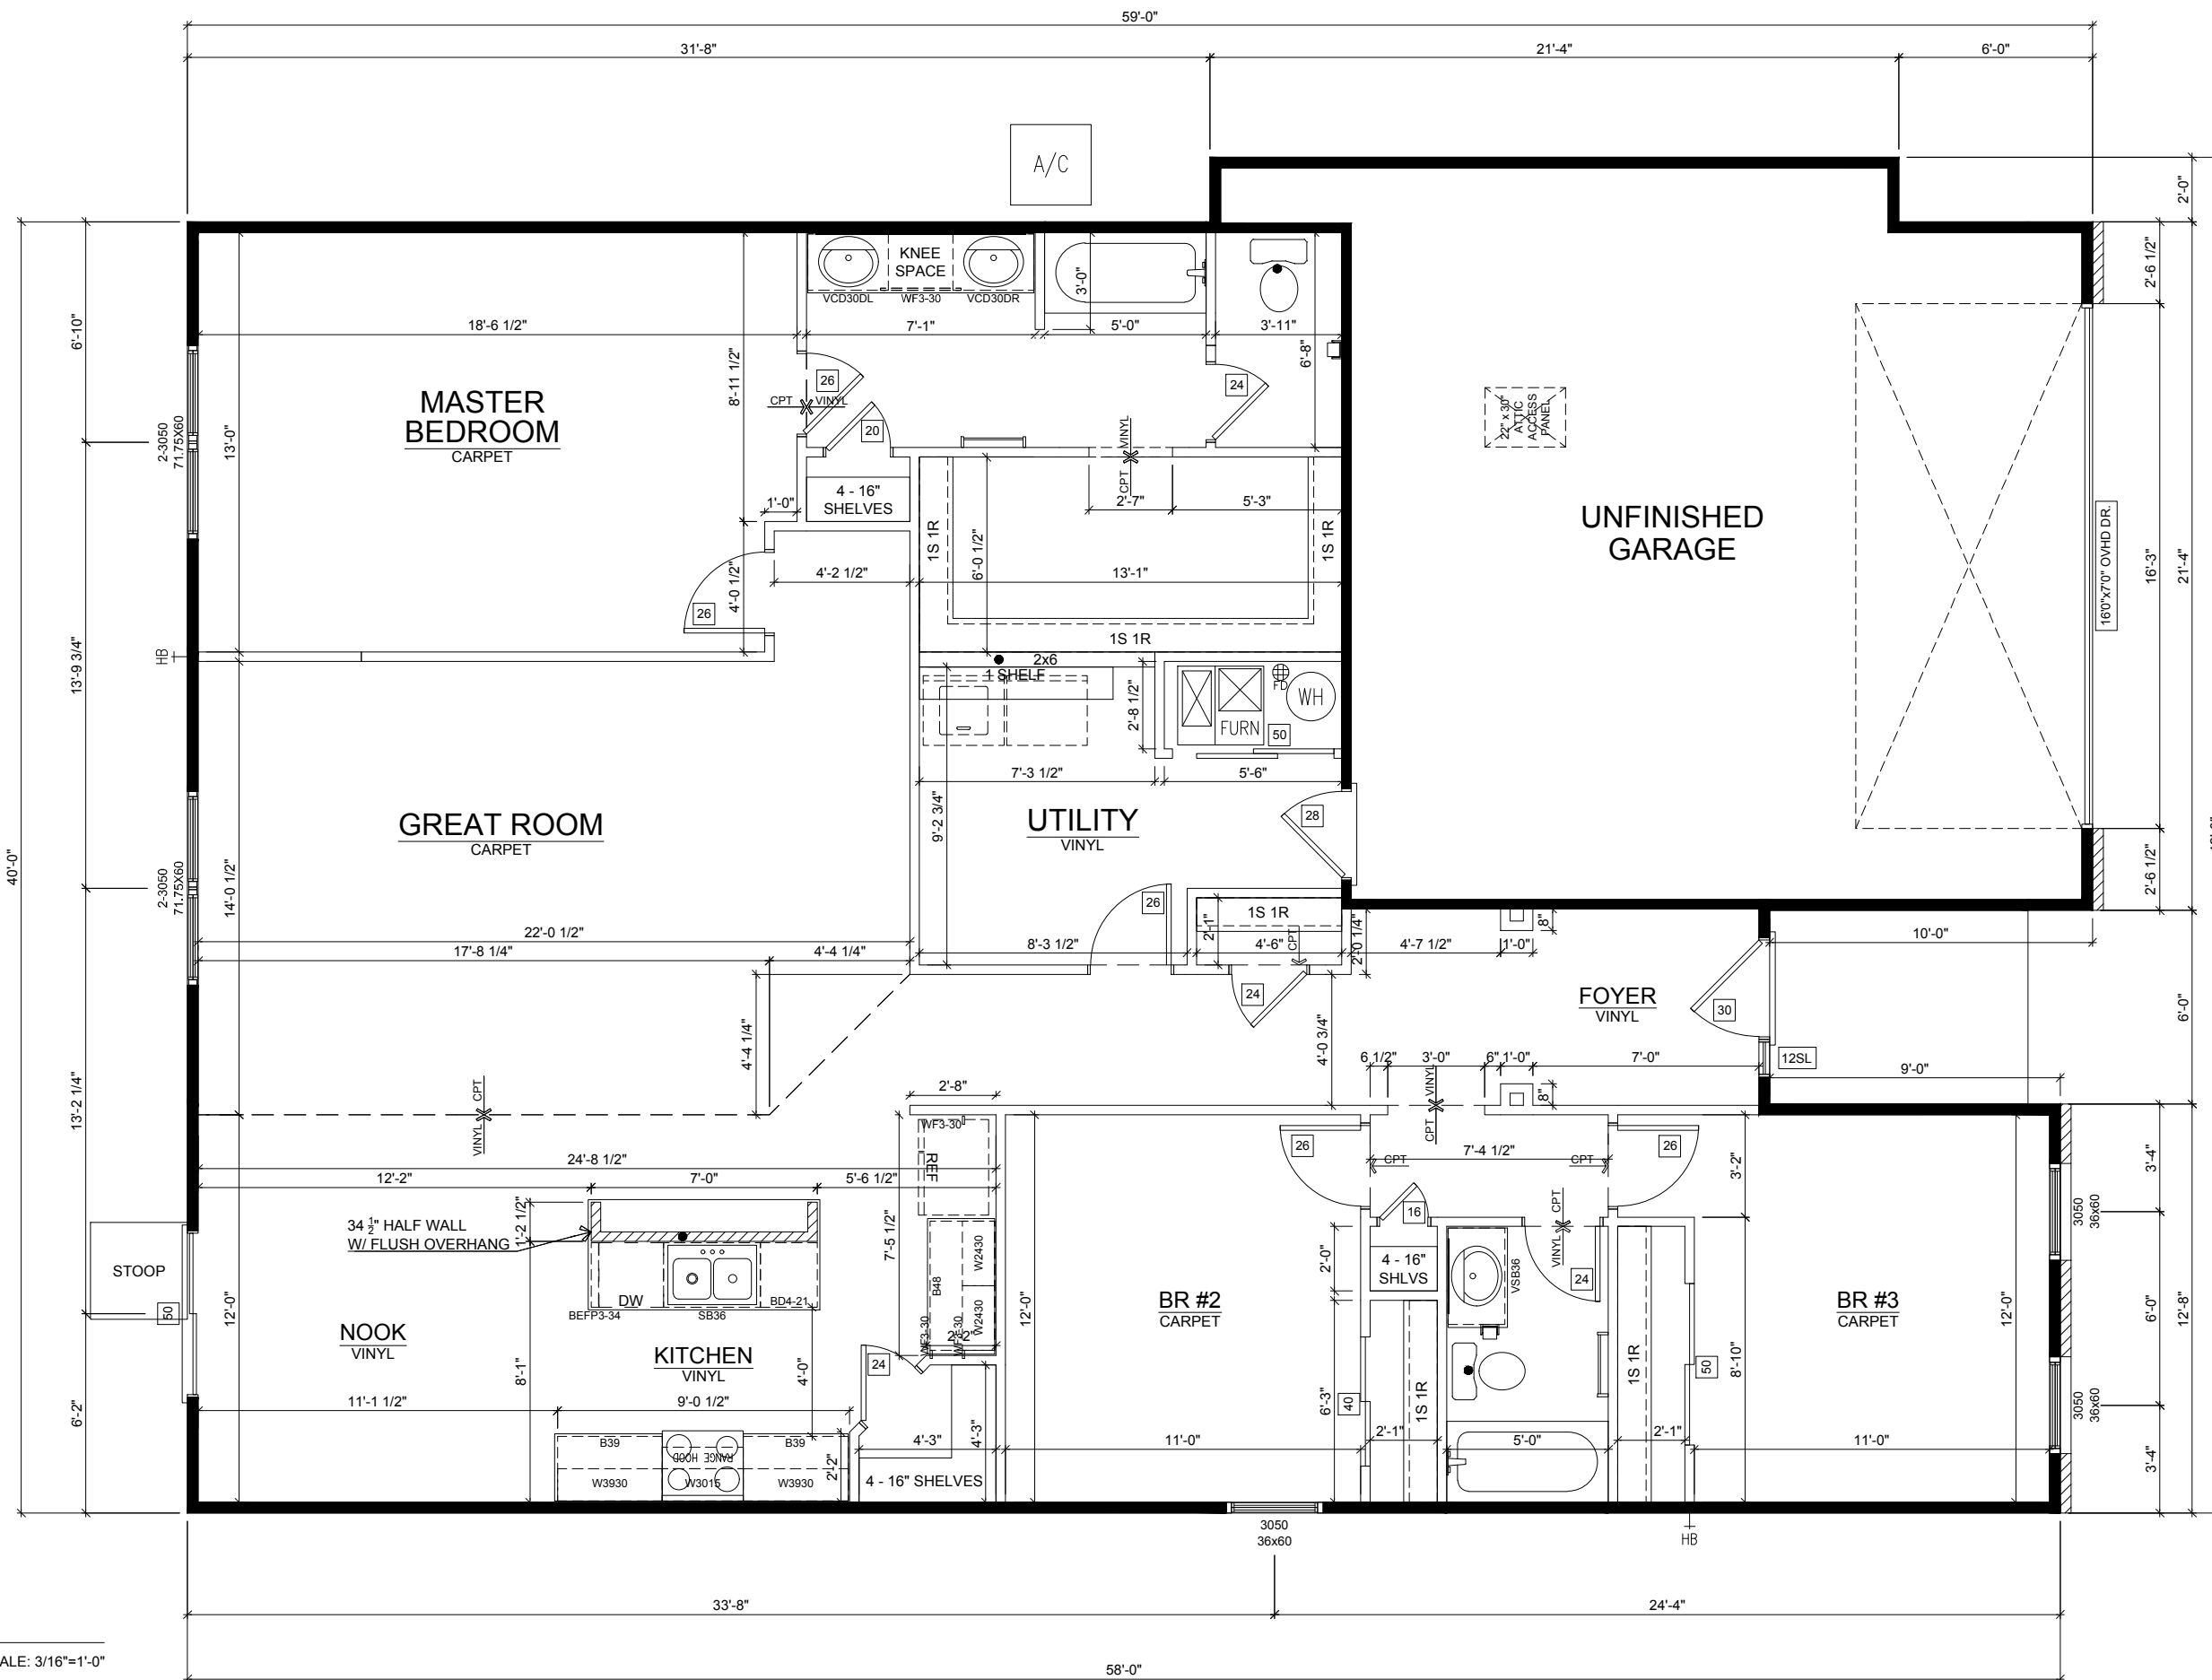 59'-0"
31'-8"
21'-4"
6'-0"
A/C
2'-0"
KNEE
SPACE
VCD30DL
WF3-30
VCD30DR
3'-0"
2'-6 1/2"
6'-10"
18'-6 1/2"
7'-1"
5'-0"
3'-11"
6'-8"
8'-11 1/2"
26
24
CPT
VINYL
20
MASTER
BEDROOM
CARPET
13'-0"
2-3050
71.75X60
VINYL
CPT
22" x 30"
ATTIC
ACCESS
PANEL
4 - 16"
SHELVES
1'-0"
2'-7"
5'-3"
1S 1R
1S 1R
6'-0 1/2"
UNFINISHED
GARAGE
16'0"x7'0" OVHD DR.
16'-3"
21'-4"
4'-2 1/2"
13'-1"
4'-0 1/2"
26
1S 1R
HB
13'-9 3/4"
2x6
1 SHELF
2'-8 1/2"
FD
WH
FURN
50
7'-3 1/2"
5'-6"
9'-2 3/4"
UTILITY
VINYL
28
GREAT ROOM
CARPET
40'-0"
2-3050
71.75X60
14'-0 1/2"
2'-6 1/2"
26
1S 1R
2'-1"
CPT
2'-0 1/4"
8"
22'-0 1/2"
17'-8 1/4"
4'-4 1/4"
8'-3 1/2"
4'-6"
4'-7 1/2"
1'-0"
10'-0"
24
FOYER
VINYL
30
6'-0"
4'-4 1/4"
4'-0 3/4"
6 1/2"
3'-0"
6"
1'-0"
7'-0"
12SL
9'-0"
2'-8"
13'-2 1/4"
CPT
VINYL
VINYL
CPT
8"
WF3-30
REF
26
26
7'-4 1/2"
CPT
CPT
3'-2"
3'-4"
24'-8 1/2"
12'-2"
7'-0"
5'-6 1/2"
34 1/2" HALF WALL
W/ FLUSH OVERHANG
1'-2 1/2"
7'-5 1/2"
16
CPT
VINYL
3050
36x60
STOOP
50
W2430
B48
W2430
4 - 16"
SHLVS
2'-0"
VSB36
24
DW
BEFP3-34
SB36
BD4-21
NOOK
VINYL
12'-0"
KITCHEN
VINYL
8'-1"
4'-0"
WF3-30
WF3-30
2'-2"
24
12'-0"
BR #2
CARPET
BR #3
CARPET
12'-0"
6'-0"
12'-8"
1S 1R
50
8'-10"
6'-3"
40
1S 1R
3050
36x60
6'-2"
11'-1 1/2"
9'-0 1/2"
B39
B39
RANGE HOOD
W3930
W3015
W3930
2'-2"
4'-3"
4'-3"
4 - 16" SHELVES
11'-0"
2'-1"
5'-0"
2'-1"
11'-0"
3'-4"
3050
36x60
HB
33'-8"
24'-4"
ALE: 3/16"=1'-0"
58'-0"